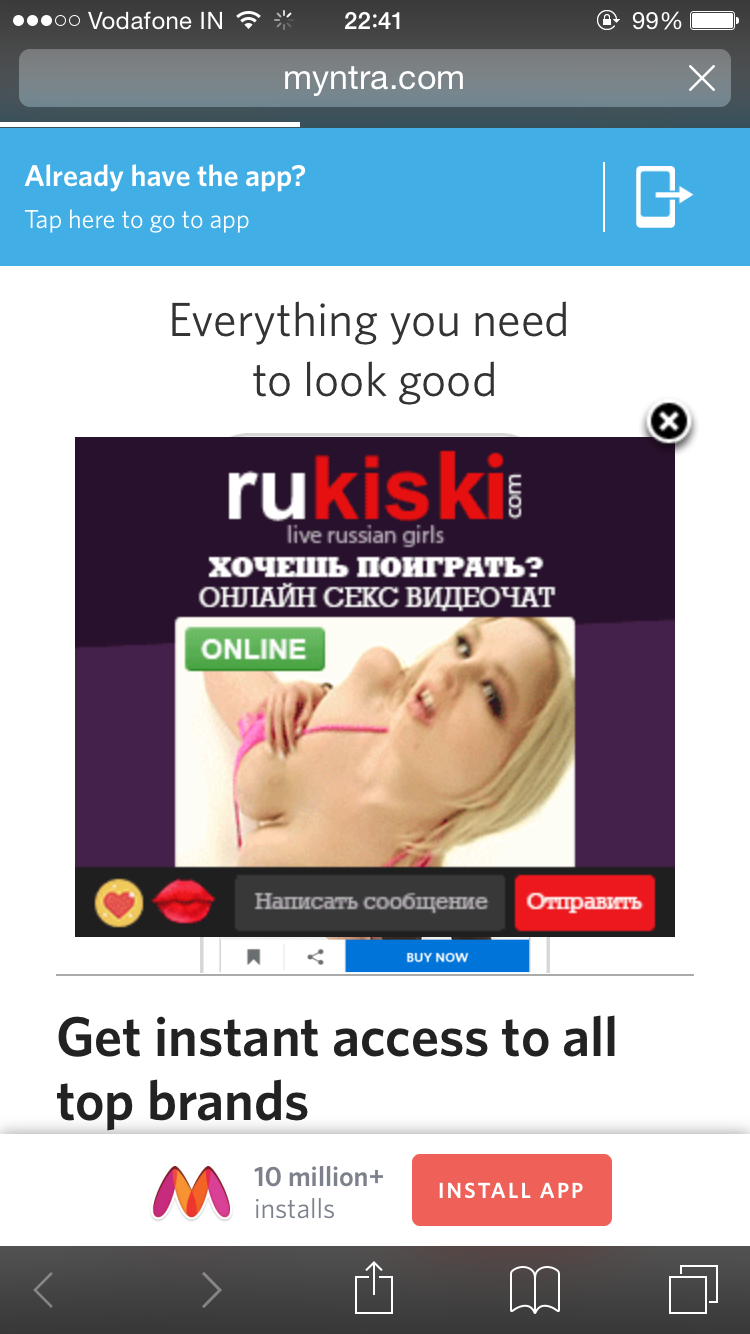 Vodafone IN
22:41
99%
myntra.com
Already have the app?
Tap here to go to app
Everything you need
to look good
rukiski.com
live russian girls
ХОЧЕШЬ ПОИГРАТЬ?
ОНЛАЙН СЕКС ВИДЕОЧАТ
ONLINE
Написать сообщение
Отправить
BUY NOW
Get instant access to all
top brands
10 million+
installs
INSTALL APP